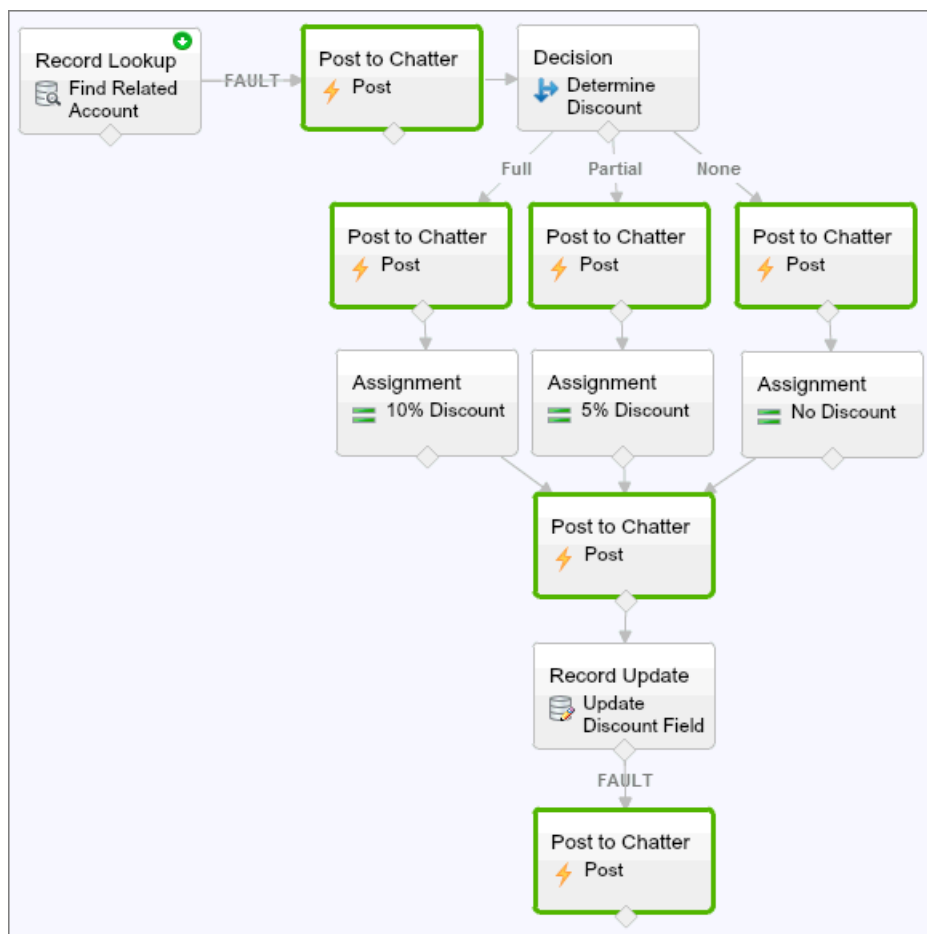 Record Lookup
Find Related
Account
FAULT
Post to Chatter
Post
Decision
Determine
Discount
Full
Partial
None
Post to Chatter
Post
Post to Chatter
Post
Post to Chatter
Post
Assignment
10% Discount
Assignment
5% Discount
Assignment
No Discount
Post to Chatter
Post
Record Update
Update
Discount Field
FAULT
Post to Chatter
Post